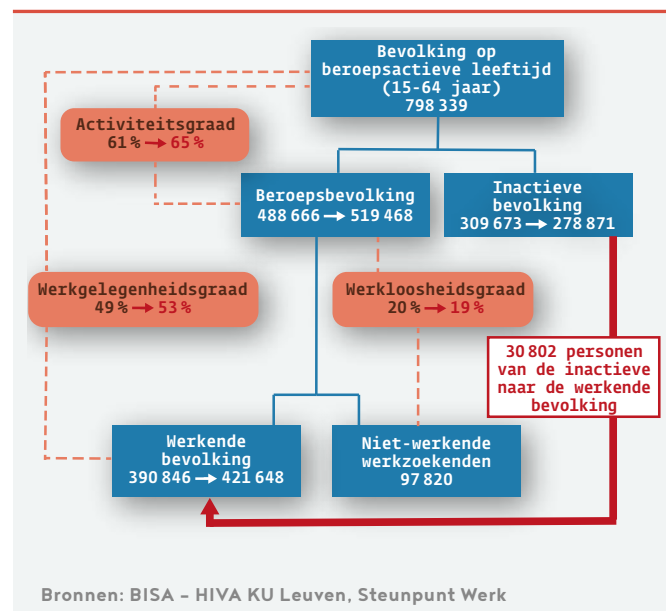 Bevolking op
beroepsactieve leeftijd
(15-64 jaar)
798 339
Activiteitsgraad
61 % → 65 %
Beroepsbevolking
488 666 → 519 468
Inactieve
bevolking
309 673 → 278 871
Werkgelegenheidsgraad
49 % → 53 %
Werkloosheidsgraad
20 % → 19 %
30 802 personen
van de inactieve
naar de werkende
bevolking
Werkende
bevolking
390 846 → 421 648
Niet-werkende
werkzoekenden
97 820
Bronnen: BISA – HIVA KU Leuven, Steunpunt Werk